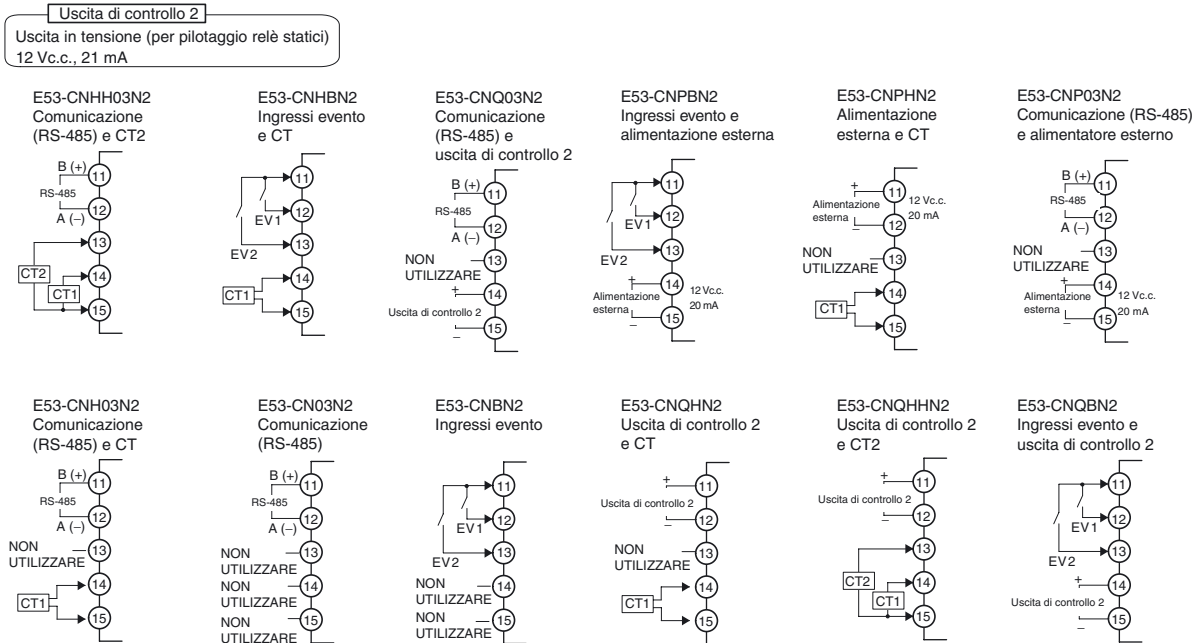 Uscita di controllo 2
Uscita in tensione (per pilotaggio relè statici)
12 Vc.c., 21 mA
E53-CNHH03N2
Comunicazione
(RS-485) e CT2
B (+)
11
RS-485
12
A (–)
13
CT2
14
CT1
15
E53-CNHBN2
Ingressi evento
e CT
11
12
EV1
13
EV2
14
CT1
15
E53-CNQ03N2
Comunicazione
(RS-485) e
uscita di controllo 2
B (+)
11
RS-485
12
A (–)
NON
UTILIZZARE
13
+
14
Uscita di controllo 2
15
–
E53-CNPBN2
Ingressi evento e
alimentazione esterna
11
12
EV1
13
EV2
+
14
12 Vc.c.
Alimentazione
esterna
20 mA
–
15
E53-CNPHN2
Alimentazione
esterna e CT
+
11
12 Vc.c.
Alimentazione
esterna
20 mA
–
12
NON
UTILIZZARE
13
14
CT1
15
E53-CNP03N2
Comunicazione (RS-485)
e alimentatore esterno
B (+)
11
RS-485
12
A (–)
NON
UTILIZZARE
13
+
14
12 Vc.c.
Alimentazione
esterna
20 mA
–
15
E53-CNH03N2
Comunicazione
(RS-485) e CT
B (+)
11
RS-485
12
A (–)
NON
UTILIZZARE
13
14
CT1
15
E53-CN03N2
Comunicazione
(RS-485)
B (+)
11
RS-485
12
A (–)
NON
UTILIZZARE
13
NON
UTILIZZARE
14
NON
UTILIZZARE
15
E53-CNBN2
Ingressi evento
11
12
EV1
13
EV2
NON
UTILIZZARE
14
NON
UTILIZZARE
15
E53-CNQHN2
Uscita di controllo 2
e CT
+
11
Uscita di controllo 2
–
12
NON
UTILIZZARE
13
14
CT1
15
E53-CNQHHN2
Uscita di controllo 2
e CT2
+
11
Uscita di controllo 2
–
12
13
CT2
14
CT1
15
E53-CNQBN2
Ingressi evento e
uscita di controllo 2
11
12
EV1
13
EV2
+
14
Uscita di controllo 2
15
–